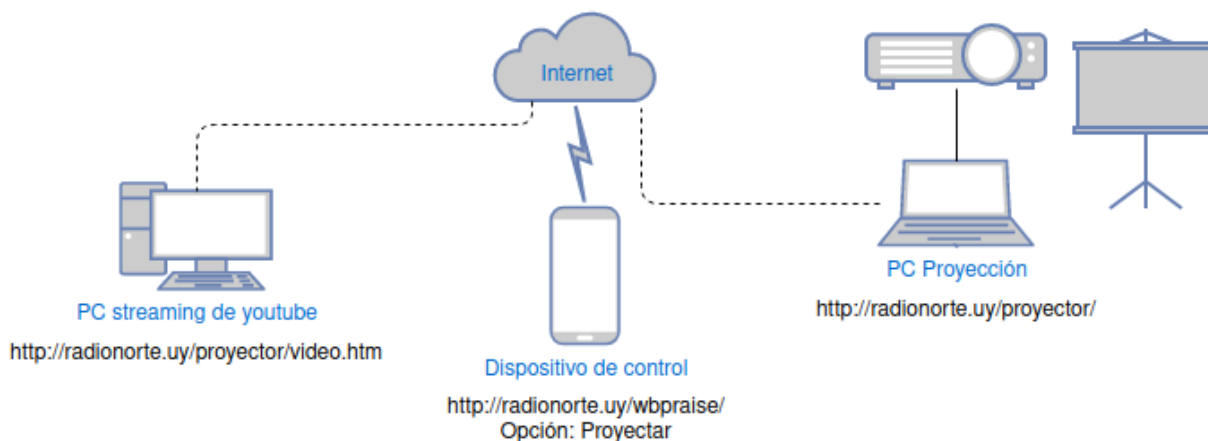 Internet
PC streaming de youtube
http://radionorte.uy/proyector/video.htm
Dispositivo de control
http://radionorte.uy/wbpraise/
Opción: Proyectar
PC Proyección
http://radionorte.uy/proyector/